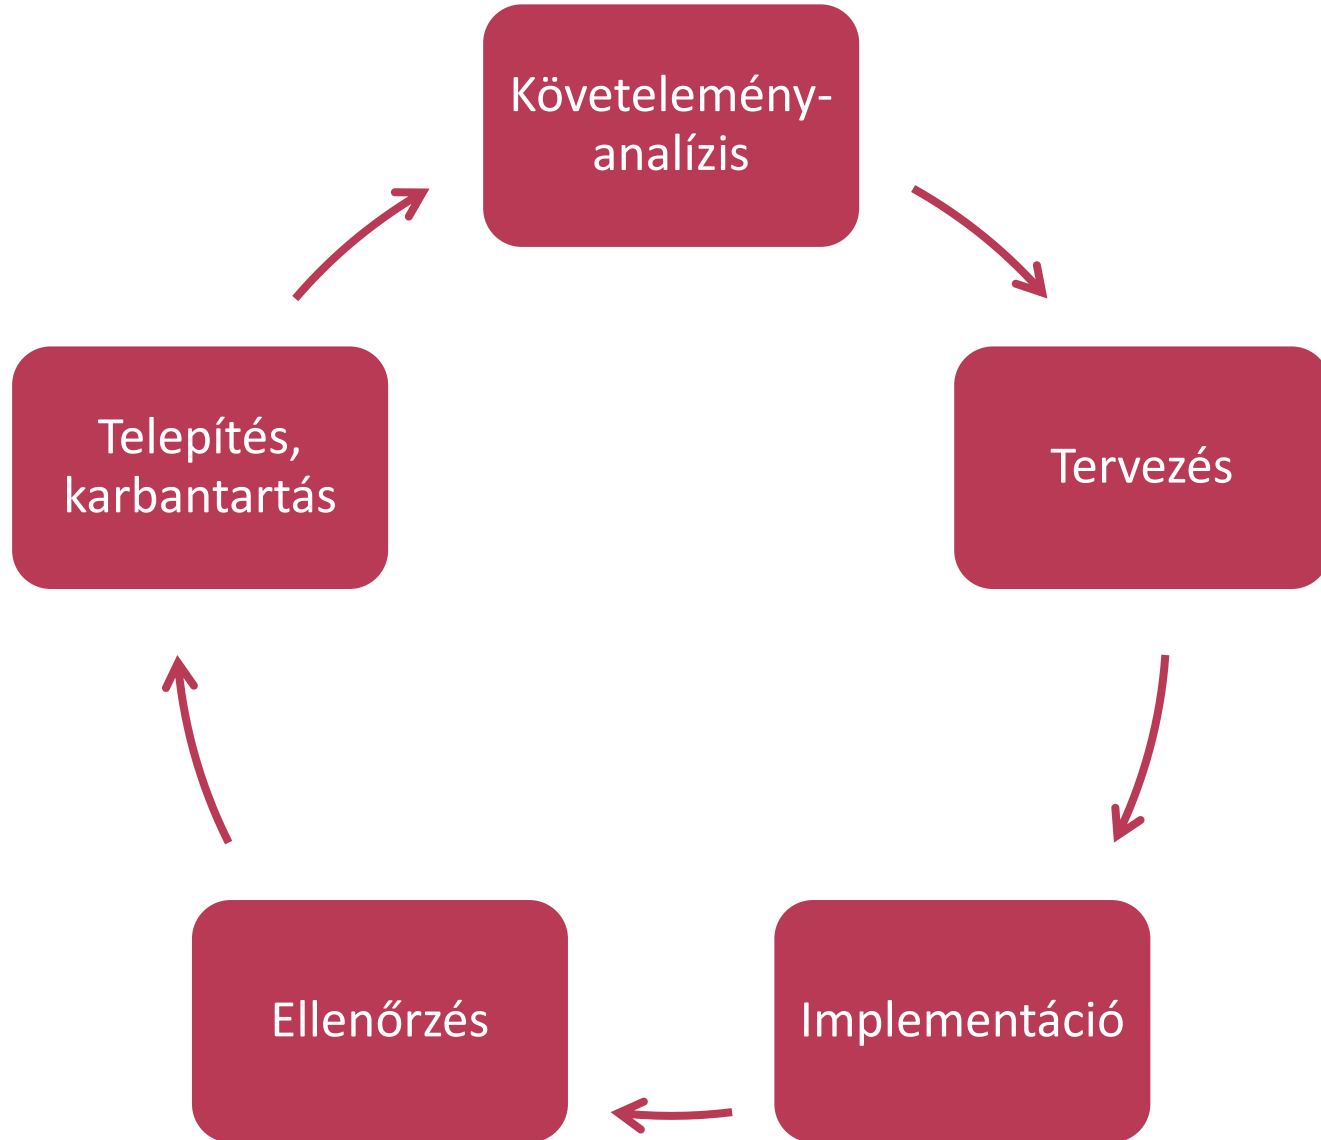 Követelemény-
analízis
Telepítés,
karbantartás
Tervezés
Ellenőrzés
Implementáció